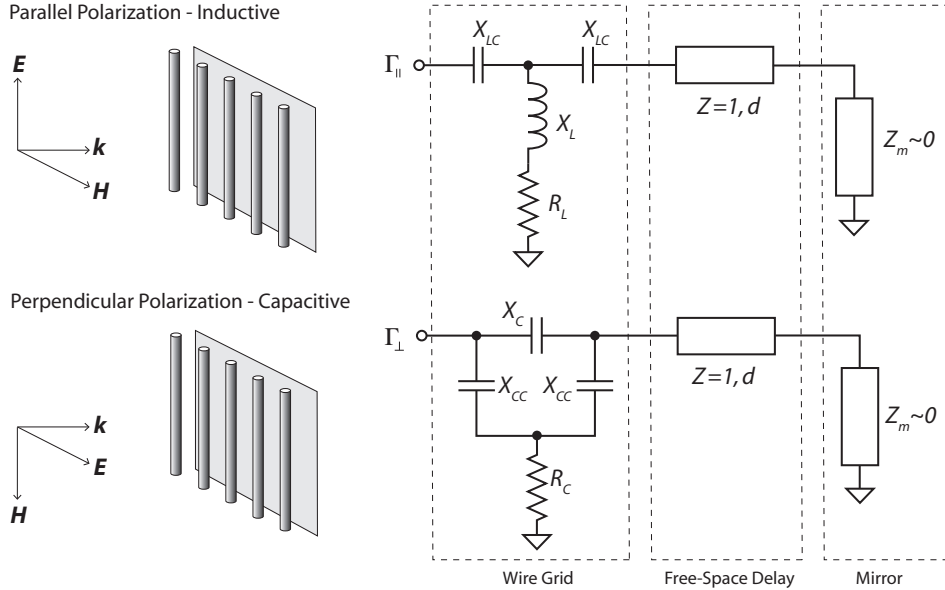 Parallel Polarization - Inductive
E
k
H
Γ||
X_LC
X_LC
X_L
R_L
Z=1, d
Z_m~0
Perpendicular Polarization - Capacitive
k
E
H
Γ⊥
X_C
X_CC
X_CC
R_C
Z=1, d
Z_m~0
Wire Grid
Free-Space Delay
Mirror